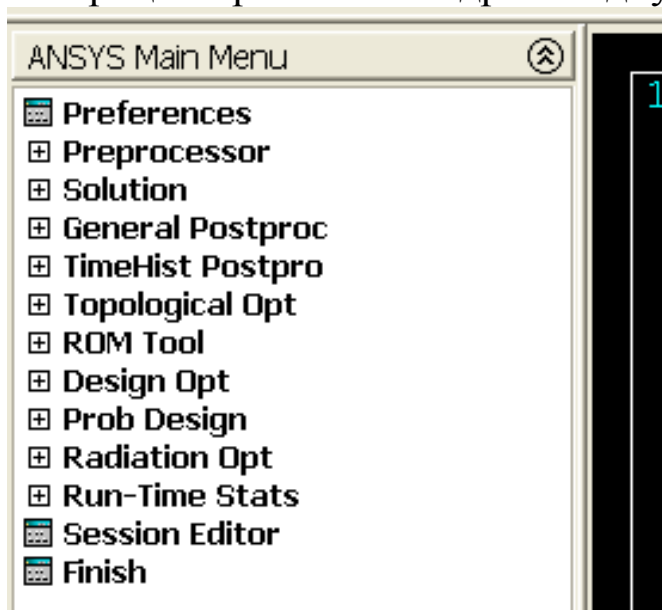 ANSYS Main Menu
1
Preferences
Preprocessor
Solution
General Postproc
TimeHist Postpro
Topological Opt
ROM Tool
Design Opt
Prob Design
Radiation Opt
Run-Time Stats
Session Editor
Finish